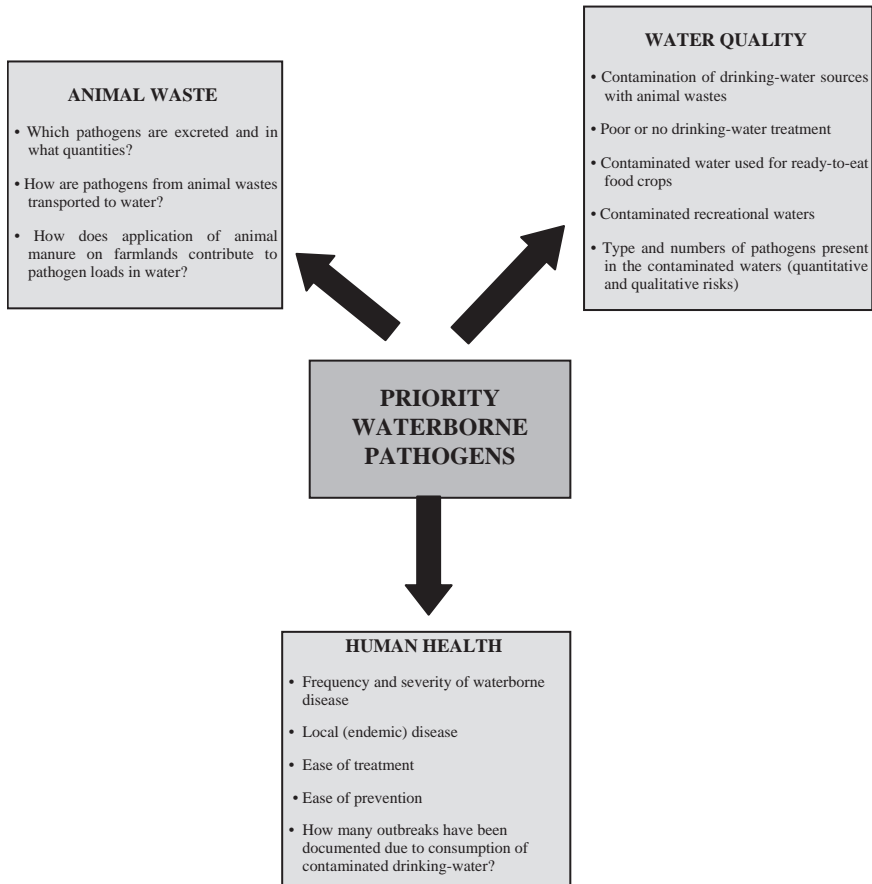 WATER QUALITY
• Contamination of drinking-water sources
with animal wastes
• Poor or no drinking-water treatment
• Contaminated water used for ready-to-eat
food crops
• Contaminated recreational waters
• Type and numbers of pathogens present
in the contaminated waters (quantitative
and qualitative risks)
ANIMAL WASTE
• Which pathogens are excreted and in
what quantities?
• How are pathogens from animal wastes
transported to water?
• How does application of animal
manure on farmlands contribute to
pathogen loads in water?
PRIORITY
WATERBORNE
PATHOGENS
HUMAN HEALTH
• Frequency and severity of waterborne
disease
• Local (endemic) disease
• Ease of treatment
• Ease of prevention
• How many outbreaks have been
documented due to consumption of
contaminated drinking-water?